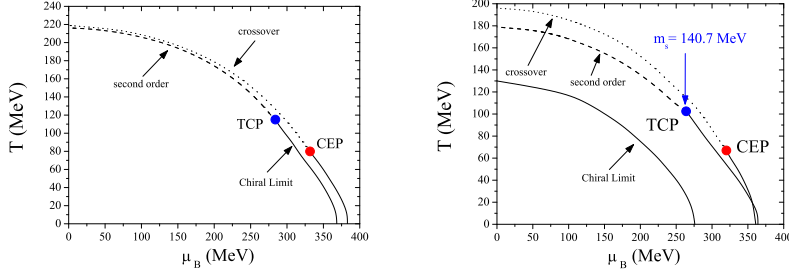 240
220
200
180
160
140
120
100
80
60
40
20
0
T (MeV)
crossover
second order
TCP
CEP
Chiral Limit
0 50 100 150 200 250 300 350 400
μ_B (MeV)
200
180
160
140
120
100
80
60
40
20
0
T (MeV)
m_s = 140.7 MeV
crossover
second order
TCP
CEP
Chiral Limit
0 50 100 150 200 250 300 350 400
μ_B (MeV)